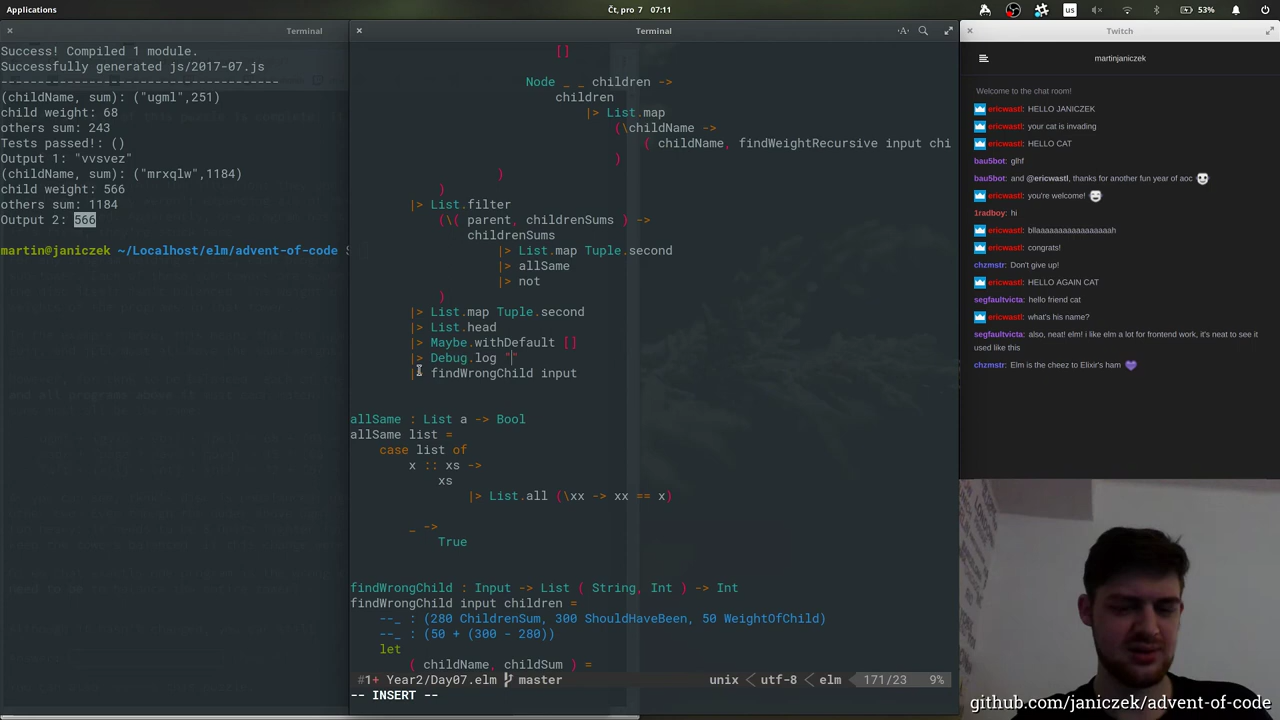 Applications
Čt, pro 7 07:11
us
53%
Terminal
Success! Compiled 1 module.
Successfully generated js/2017-07.js
--------------------------------------
(childName, sum): ("ugml",251)
child weight: 68
others sum: 243
Tests passed!: ()
Output 1: "vvsvez"
(childName, sum): ("mrxqlw",1184)
child weight: 566
others sum: 1184
Output 2: 566
martin@janiczek ~/Localhost/elm/advent-of-code $
Terminal
[]
Node _ _ children ->
children
|> List.map
(\childName ->
( childName, findWeightRecursive input chi
)
)
)
|> List.filter
(\( parent, childrenSums ) ->
childrenSums
|> List.map Tuple.second
|> allSame
|> not
)
|> List.map Tuple.second
|> List.head
|> Maybe.withDefault []
|> Debug.log ""
|> findWrongChild input
allSame : List a -> Bool
allSame list =
case list of
x :: xs ->
xs
|> List.all (\xx -> xx == x)
_ ->
True
findWrongChild : Input -> List ( String, Int ) -> Int
findWrongChild input children =
--_ : (280 ChildrenSum, 300 ShouldHaveBeen, 50 WeightOfChild)
--_ : (50 + (300 - 280))
let
( childName, childSum ) =
#1+ Year2/Day07.elm master unix utf-8 elm 171/23 9%
-- INSERT --
Twitch
martinjaniczek
Welcome to the chat room!
ericwastl: HELLO JANICZEK
ericwastl: your cat is invading
ericwastl: HELLO CAT
bau5bot: glhf
bau5bot: and @ericwastl, thanks for another fun year of aoc
ericwastl: you're welcome!
1radboy: hi
ericwastl: bllaaaaaaaaaaaaaaaaah
ericwastl: congrats!
chzmstr: Don't give up!
ericwastl: HELLO AGAIN CAT
segfaultvicta: hello friend cat
ericwastl: what's his name?
segfaultvicta: also, neat! elm! i like elm a lot for frontend work, it's neat to see it
used like this
chzmstr: Elm is the cheez to Elixir's ham
github.com/janiczek/advent-of-code